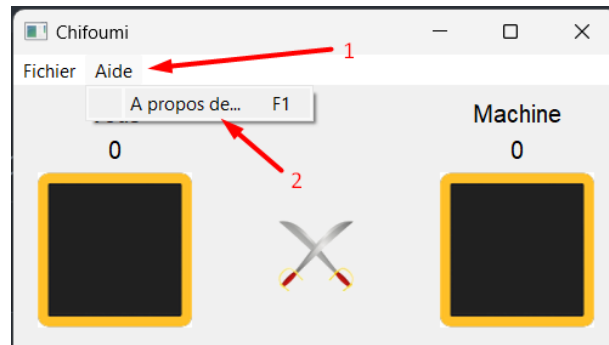 Chifoumi
1
Fichier Aide
A propos de... F1
Machine
0 0
2